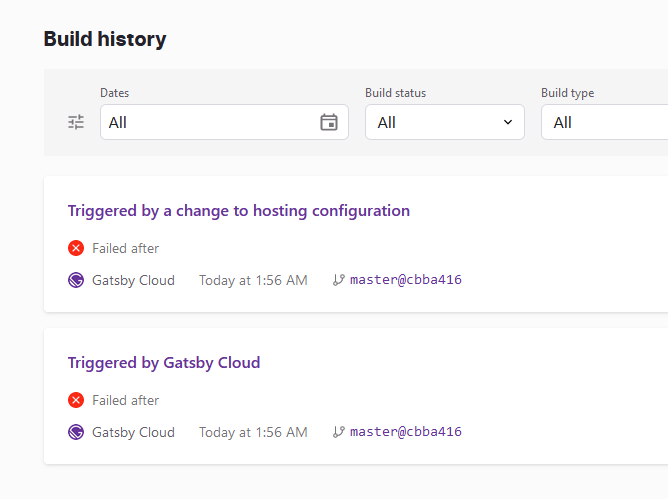 Build history
Dates Build status Build type
All All All
Triggered by a change to hosting configuration
Failed after
Gatsby Cloud Today at 1:56 AM master@cbba416
Triggered by Gatsby Cloud
Failed after
Gatsby Cloud Today at 1:56 AM master@cbba416